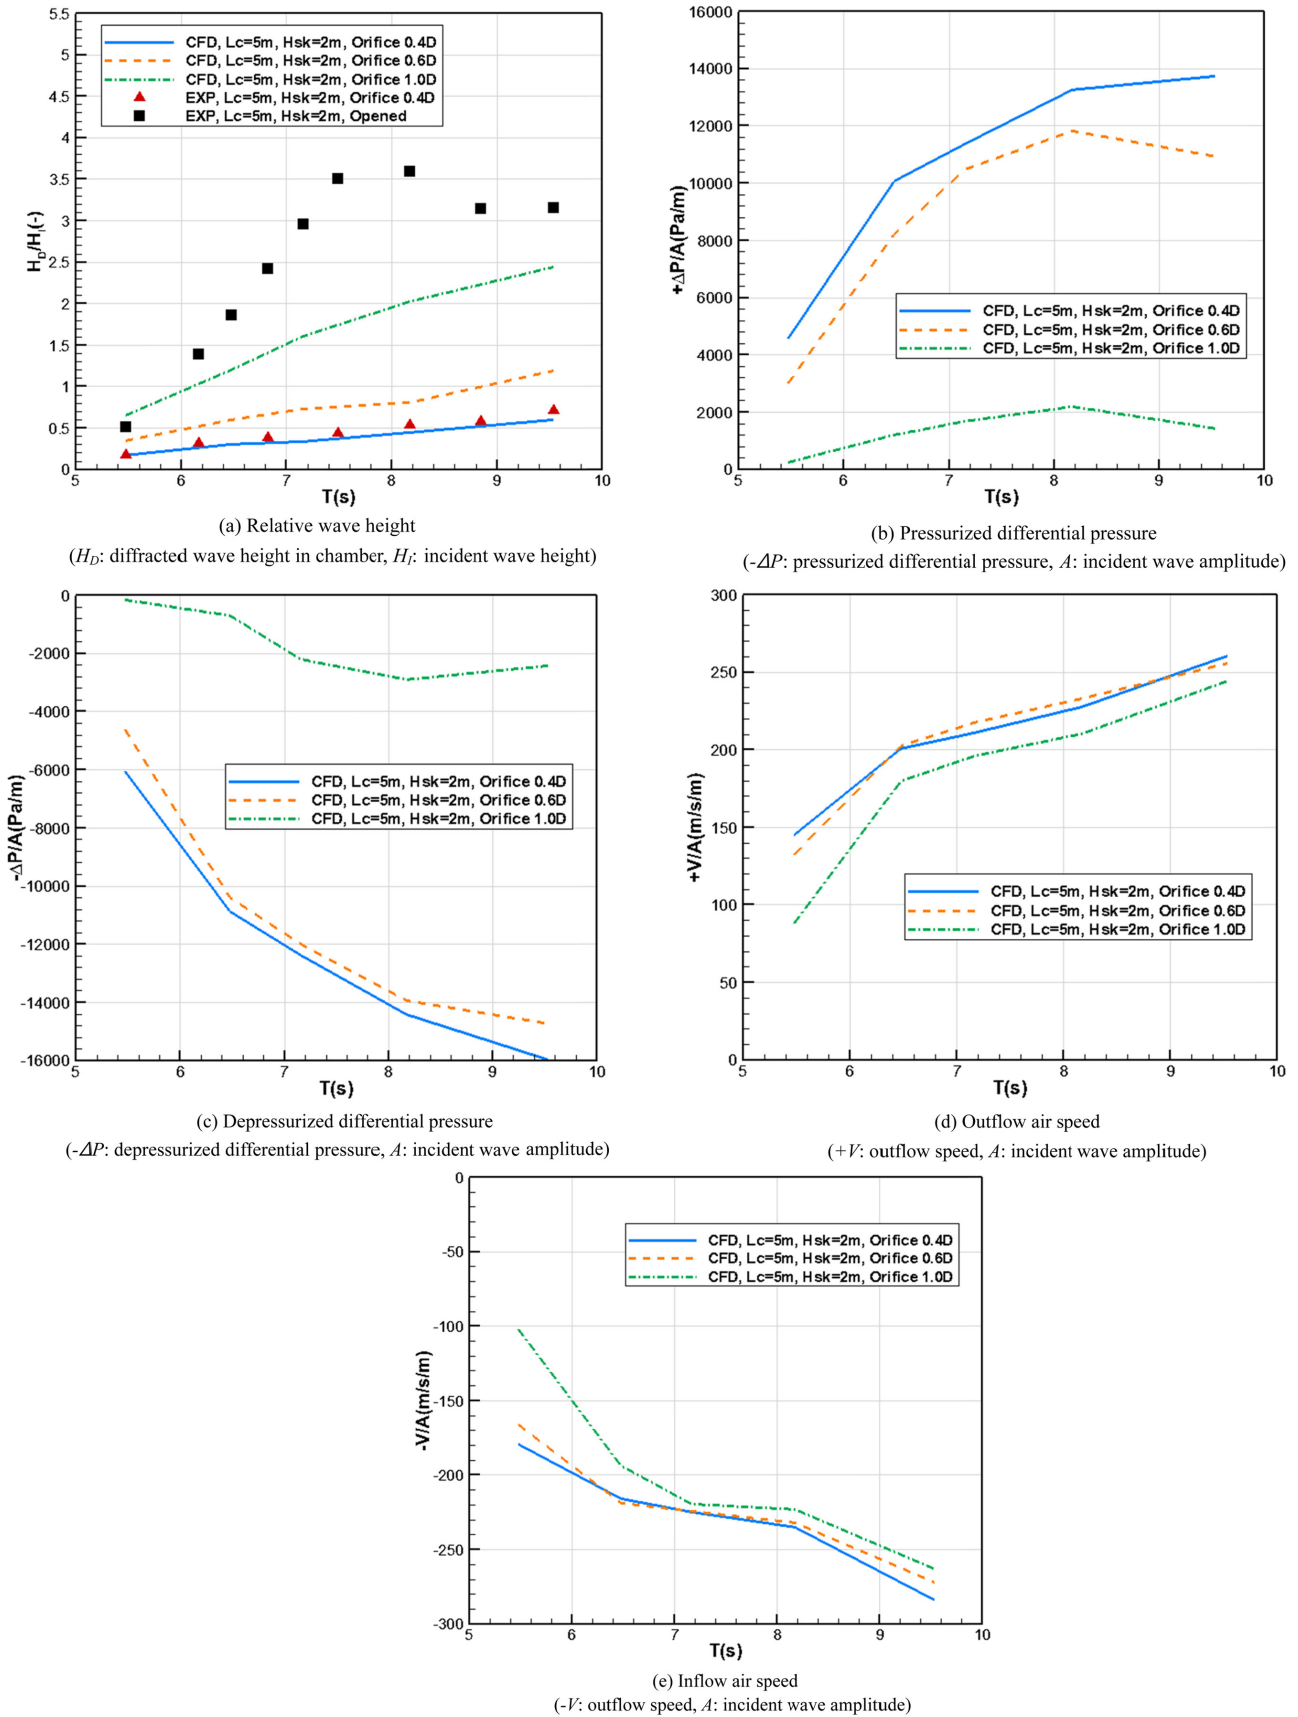 5.5
5
4.5
4
3.5
3
2.5
2
1.5
1
0.5
0
H_D/H_I(-)
CFD, Lc=5m, Hsk=2m, Orifice 0.4D
CFD, Lc=5m, Hsk=2m, Orifice 0.6D
CFD, Lc=5m, Hsk=2m, Orifice 1.0D
EXP, Lc=5m, Hsk=2m, Orifice 0.4D
EXP, Lc=5m, Hsk=2m, Opened
5 6 7 8 9 10
T(s)
(a) Relative wave height
(H_D: diffracted wave height in chamber, H_I: incident wave height)
16000
14000
12000
10000
8000
6000
4000
2000
0
+ΔP/A(Pa/m)
CFD, Lc=5m, Hsk=2m, Orifice 0.4D
CFD, Lc=5m, Hsk=2m, Orifice 0.6D
CFD, Lc=5m, Hsk=2m, Orifice 1.0D
5 6 7 8 9 10
T(s)
(b) Pressurized differential pressure
(-ΔP: pressurized differential pressure, A: incident wave amplitude)
0
-2000
-4000
-6000
-8000
-10000
-12000
-14000
-16000
-ΔP/A(Pa/m)
CFD, Lc=5m, Hsk=2m, Orifice 0.4D
CFD, Lc=5m, Hsk=2m, Orifice 0.6D
CFD, Lc=5m, Hsk=2m, Orifice 1.0D
5 6 7 8 9 10
T(s)
(c) Depressurized differential pressure
(-ΔP: depressurized differential pressure, A: incident wave amplitude)
300
250
200
150
100
50
0
+V/A(m/s/m)
CFD, Lc=5m, Hsk=2m, Orifice 0.4D
CFD, Lc=5m, Hsk=2m, Orifice 0.6D
CFD, Lc=5m, Hsk=2m, Orifice 1.0D
5 6 7 8 9 10
T(s)
(d) Outflow air speed
(+V: outflow speed, A: incident wave amplitude)
0
-50
-100
-150
-200
-250
-300
-V/A(m/s/m)
CFD, Lc=5m, Hsk=2m, Orifice 0.4D
CFD, Lc=5m, Hsk=2m, Orifice 0.6D
CFD, Lc=5m, Hsk=2m, Orifice 1.0D
5 6 7 8 9 10
T(s)
(e) Inflow air speed
(-V: outflow speed, A: incident wave amplitude)